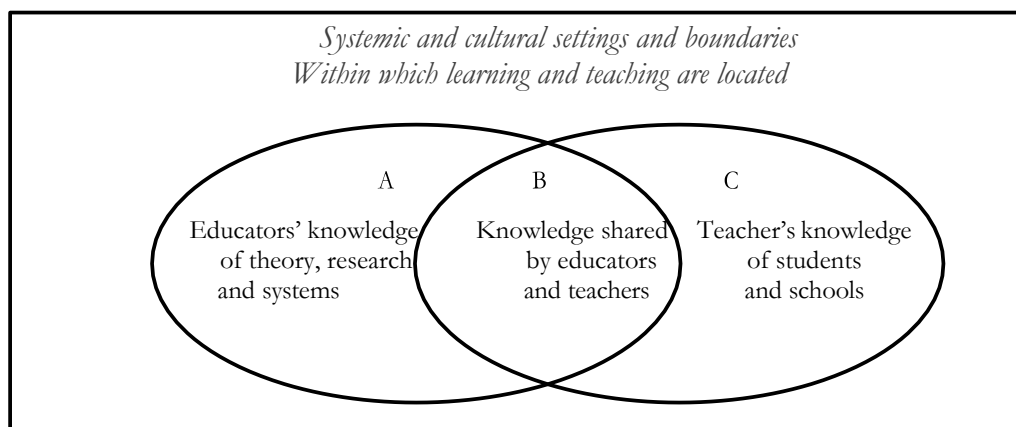 Systemic and cultural settings and boundaries
Within which learning and teaching are located
A
Educators’ knowledge
of theory, research
and systems
B
Knowledge shared
by educators
and teachers
C
Teacher’s knowledge
of students
and schools